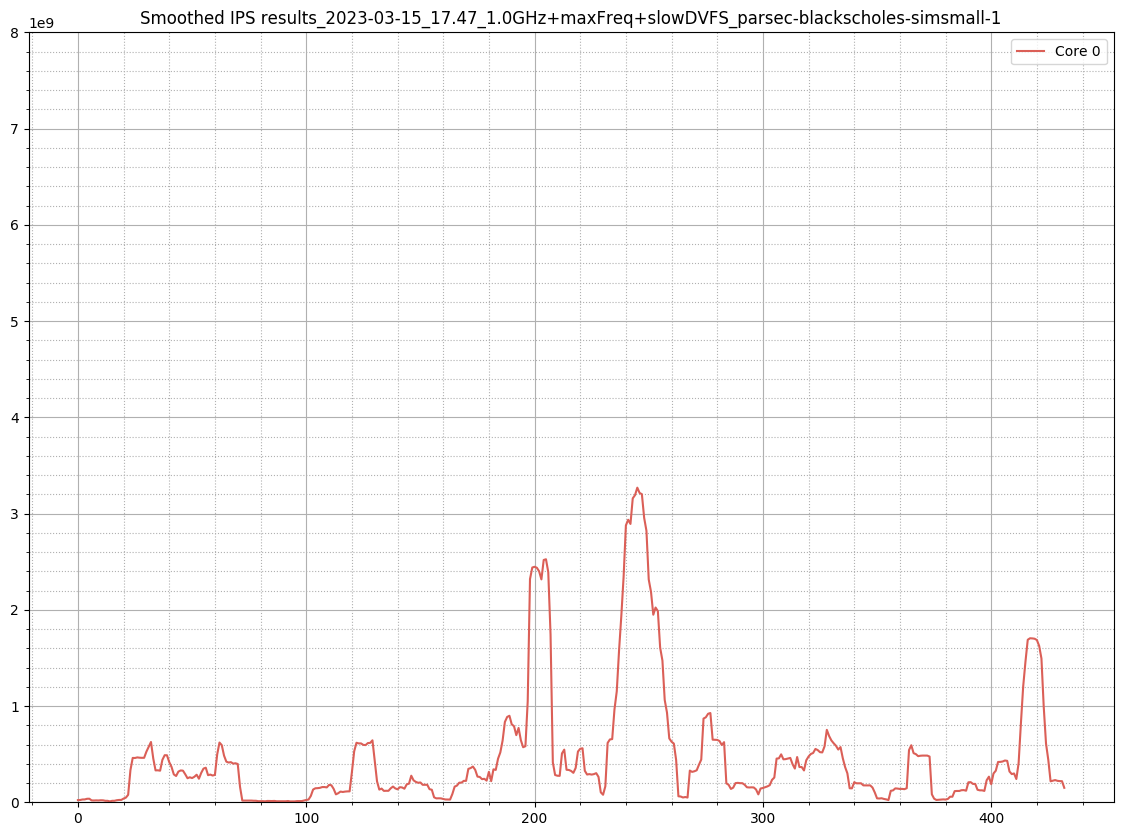 Smoothed IPS results_2023-03-15_17.47_1.0GHz+maxFreq+slowDVFS_parsec-blackscholes-simsmall-1
1e9
Core 0
8
7
6
5
4
3
2
1
0
0 100 200 300 400